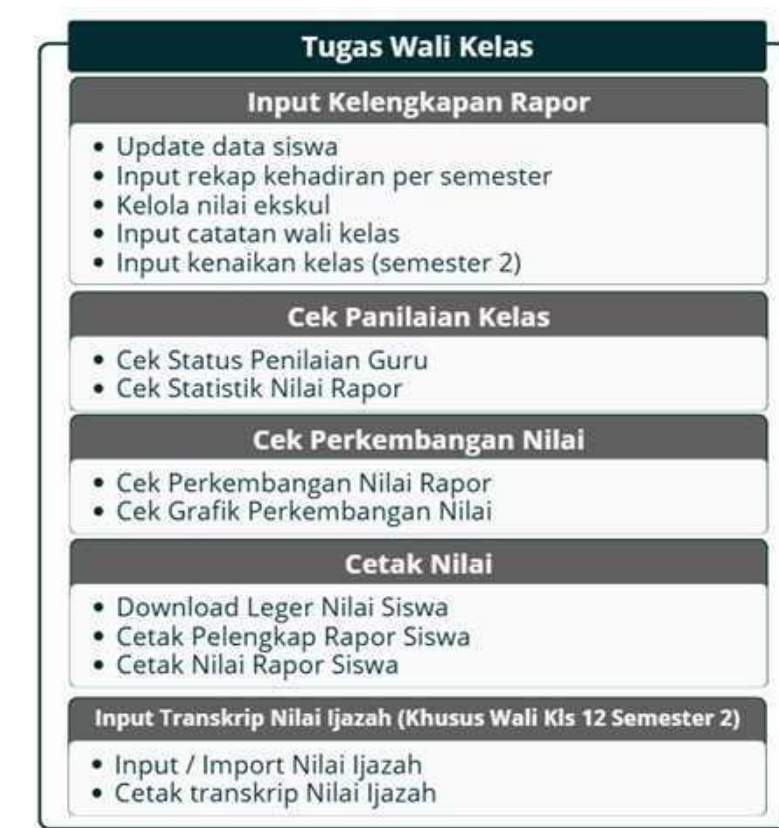 Tugas Wali Kelas
Input Kelengkapan Rapor
• Update data siswa
• Input rekap kehadiran per semester
• Kelola nilai ekskul
• Input catatan wali kelas
• Input kenaikan kelas (semester 2)
Cek Panilaian Kelas
• Cek Status Penilaian Guru
• Cek Statistik Nilai Rapor
Cek Perkembangan Nilai
• Cek Perkembangan Nilai Rapor
• Cek Grafik Perkembangan Nilai
Cetak Nilai
• Download Leger Nilai Siswa
• Cetak Pelengkap Rapor Siswa
• Cetak Nilai Rapor Siswa
Input Transkrip Nilai Ijazah (Khusus Wali Kls 12 Semester 2)
• Input / Import Nilai Ijazah
• Cetak transkrip Nilai Ijazah